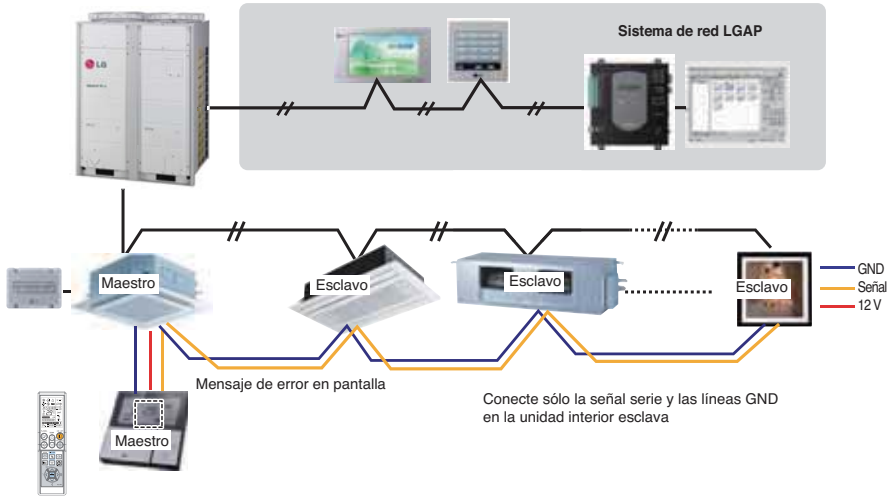 Sistema de red LGAP
LG
Maestro
Esclavo
Esclavo
Esclavo
GND
Señal
12 V
Mensaje de error en pantalla
Conecte sólo la señal serie y las líneas GND
en la unidad interior esclava
Maestro